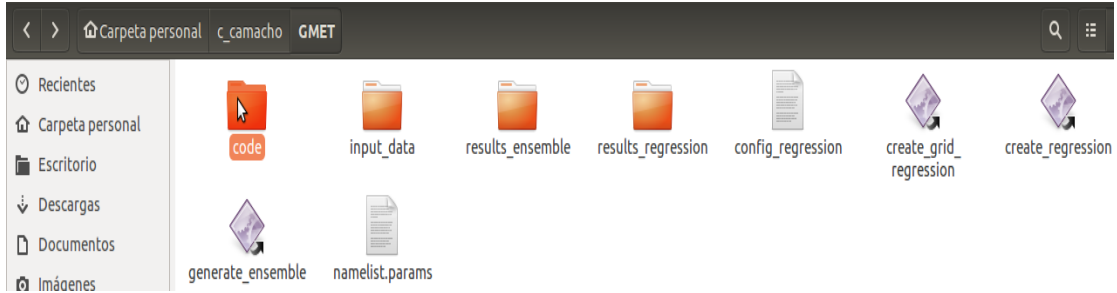 Carpeta personal c_camacho GMET
Recientes
Carpeta personal
Escritorio
Descargas
Documentos
Imágenes
code input_data results_ensemble results_regression config_regression create_grid_ create_regression
regression
generate_ensemble namelist.params